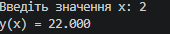 Введіть значення x: 2
y(x) = 22.000